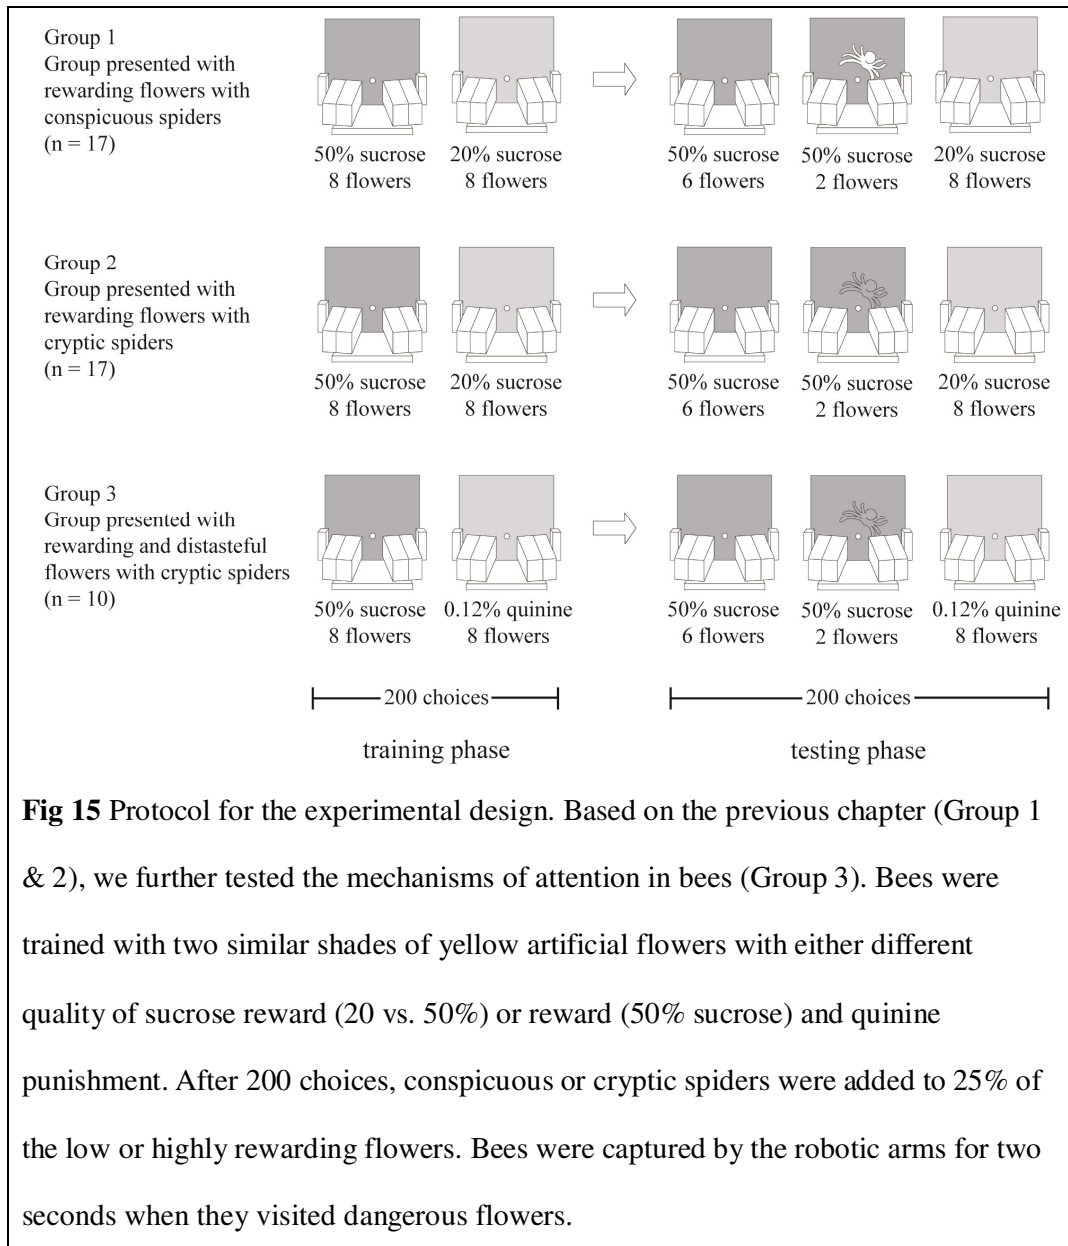 Group 1
Group presented with
rewarding flowers with
conspicuous spiders
(n = 17)
50% sucrose
8 flowers
20% sucrose
8 flowers
50% sucrose
6 flowers
50% sucrose
2 flowers
20% sucrose
8 flowers
Group 2
Group presented with
rewarding flowers with
cryptic spiders
(n = 17)
50% sucrose
8 flowers
20% sucrose
8 flowers
50% sucrose
6 flowers
50% sucrose
2 flowers
20% sucrose
8 flowers
Group 3
Group presented with
rewarding and distasteful
flowers with cryptic spiders
(n = 10)
50% sucrose
8 flowers
0.12% quinine
8 flowers
50% sucrose
6 flowers
50% sucrose
2 flowers
0.12% quinine
8 flowers
200 choices
200 choices
training phase
testing phase
Fig 15 Protocol for the experimental design. Based on the previous chapter (Group 1
& 2), we further tested the mechanisms of attention in bees (Group 3). Bees were
trained with two similar shades of yellow artificial flowers with either different
quality of sucrose reward (20 vs. 50%) or reward (50% sucrose) and quinine
punishment. After 200 choices, conspicuous or cryptic spiders were added to 25% of
the low or highly rewarding flowers. Bees were captured by the robotic arms for two
seconds when they visited dangerous flowers.